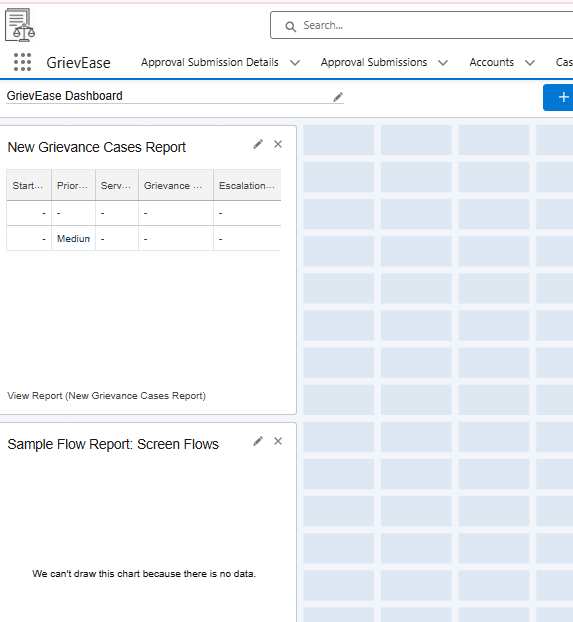 Search...
GrievEase Approval Submission Details Approval Submissions Accounts Cas
GrievEase Dashboard
New Grievance Cases Report
Start... Prior... Serv... Grievance ... Escalation...
- - - - -
- Medium - - -
View Report (New Grievance Cases Report)
Sample Flow Report: Screen Flows
We can't draw this chart because there is no data.